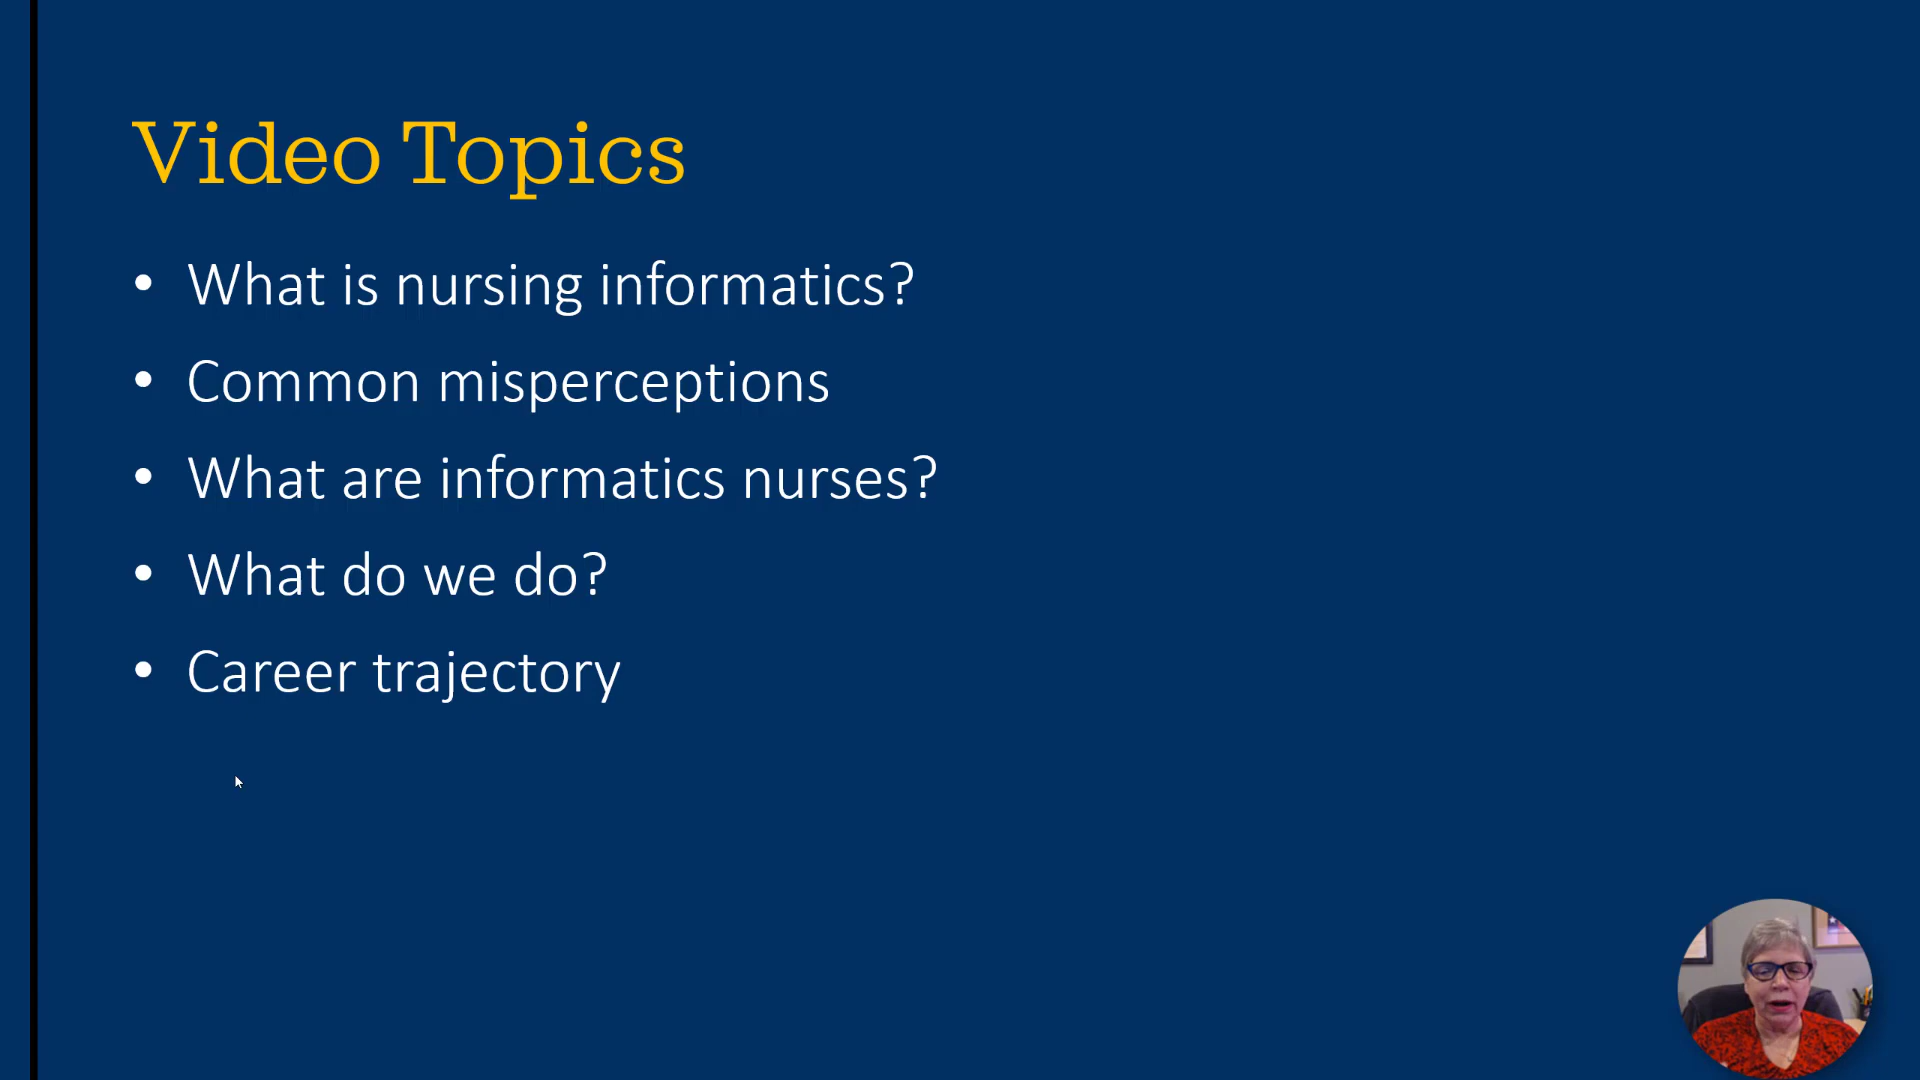 Video Topics
• What is nursing informatics?
• Common misperceptions
• What are informatics nurses?
• What do we do?
• Career trajectory